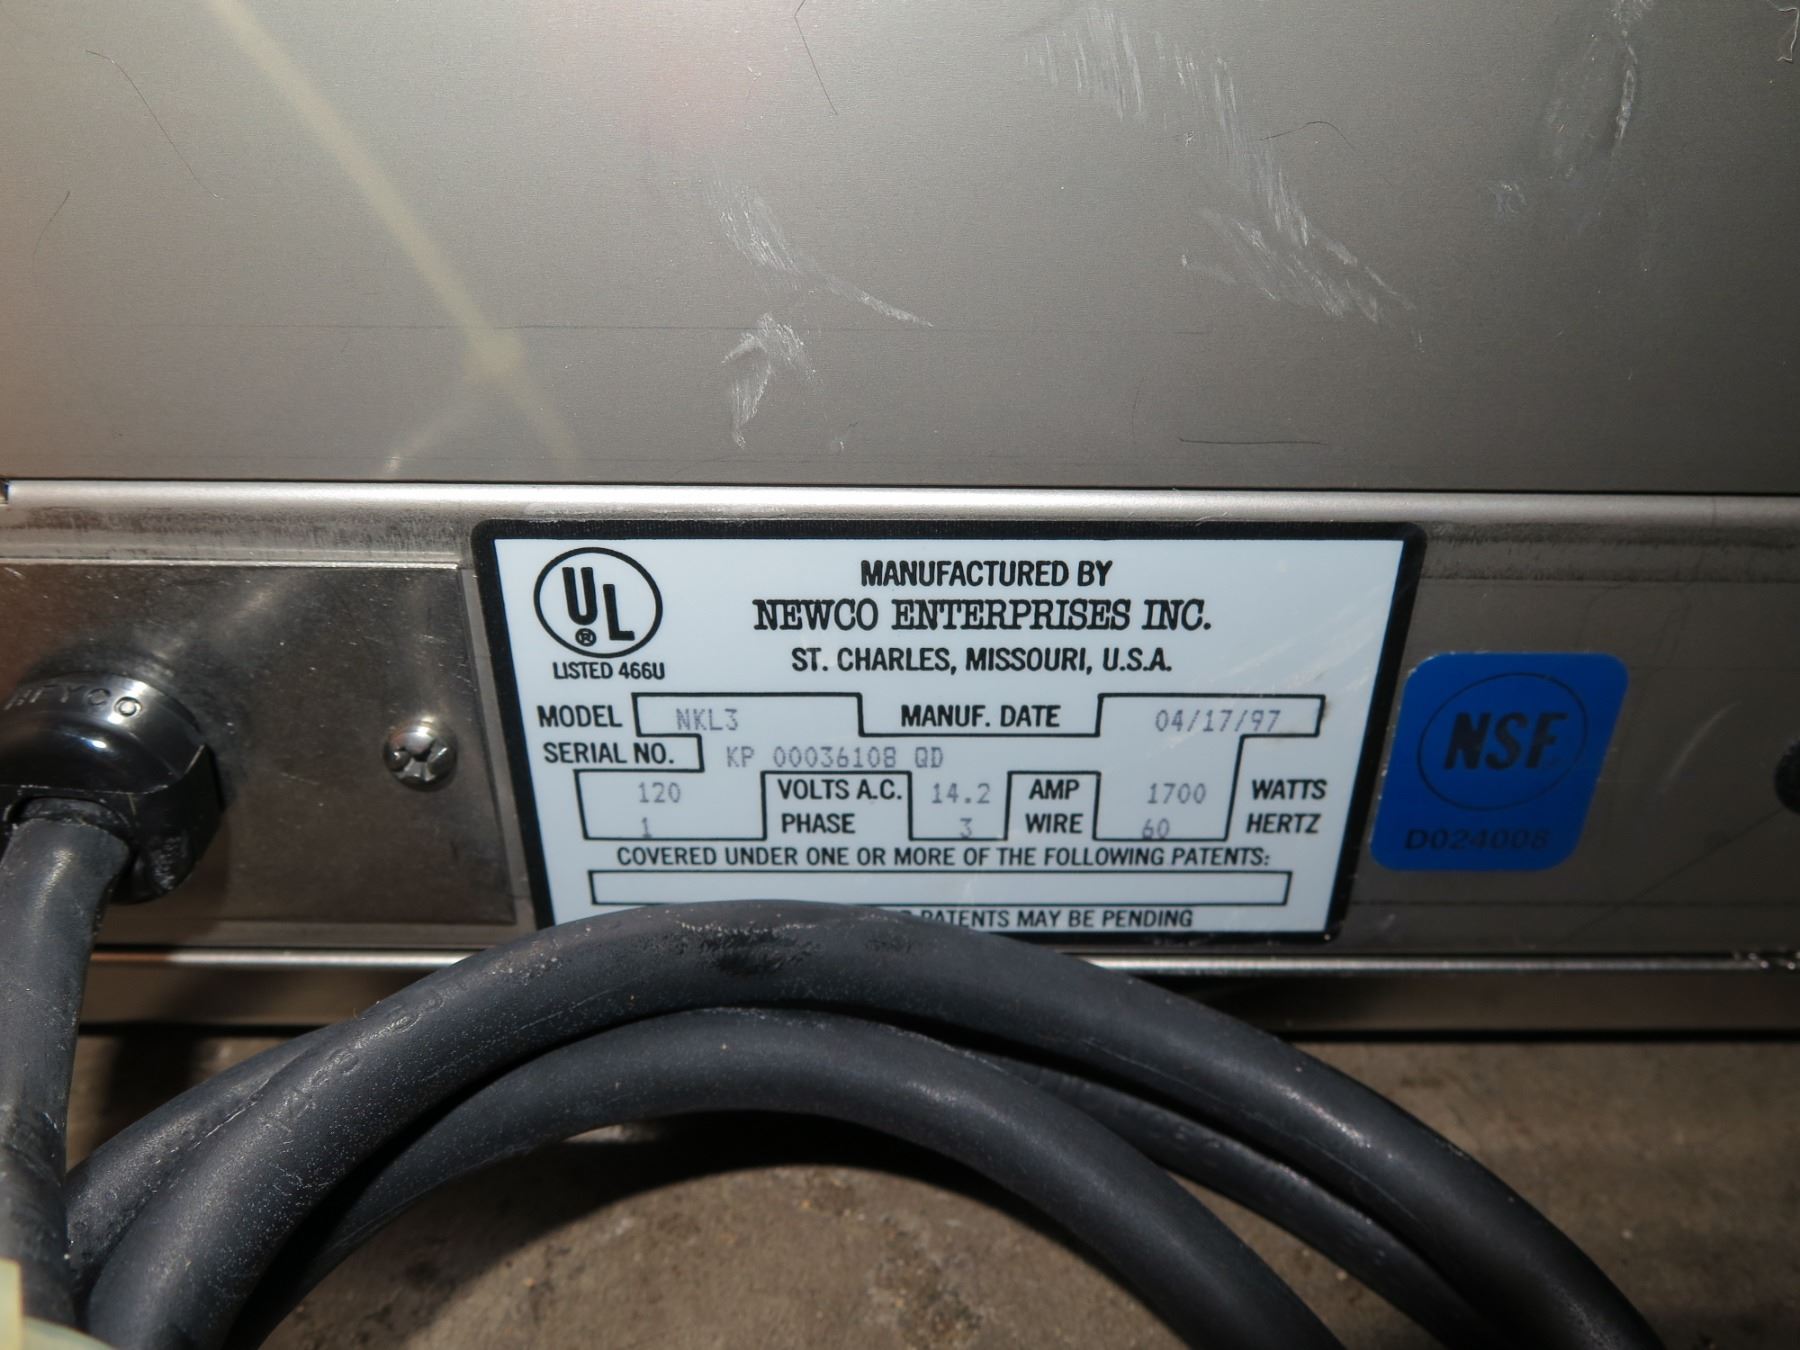 UL
®
LISTED 466U
MANUFACTURED BY
NEWCO ENTERPRISES INC.
ST. CHARLES, MISSOURI, U.S.A.
MODEL NKL3 MANUF. DATE 04/17/97
SERIAL NO. KP 00036108 QD
120 VOLTS A.C. 14.2 AMP 1700 WATTS
1 PHASE 3 WIRE 60 HERTZ
COVERED UNDER ONE OR MORE OF THE FOLLOWING PATENTS:
PATENTS MAY BE PENDING
NSF
D024008